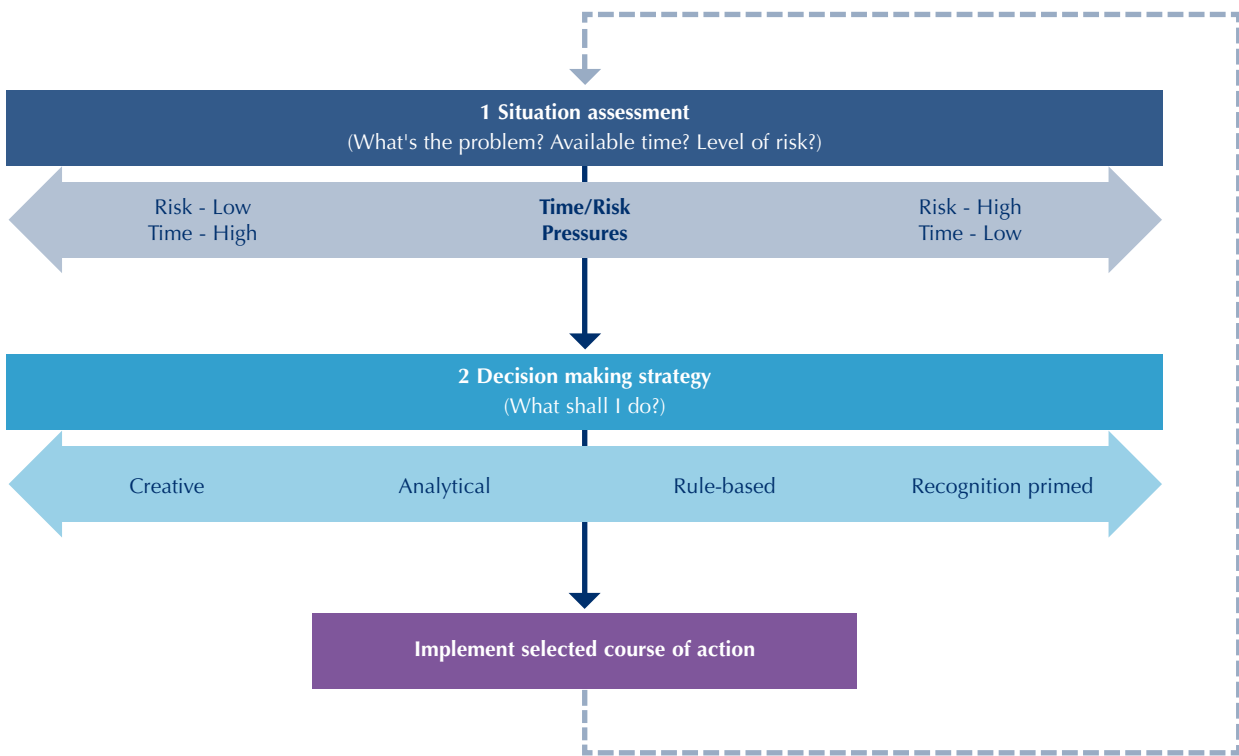 1 Situation assessment
(What's the problem? Available time? Level of risk?)
Risk - Low
Time - High
Time/Risk
Pressures
Risk - High
Time - Low
2 Decision making strategy
(What shall I do?)
Creative
Analytical
Rule-based
Recognition primed
Implement selected course of action